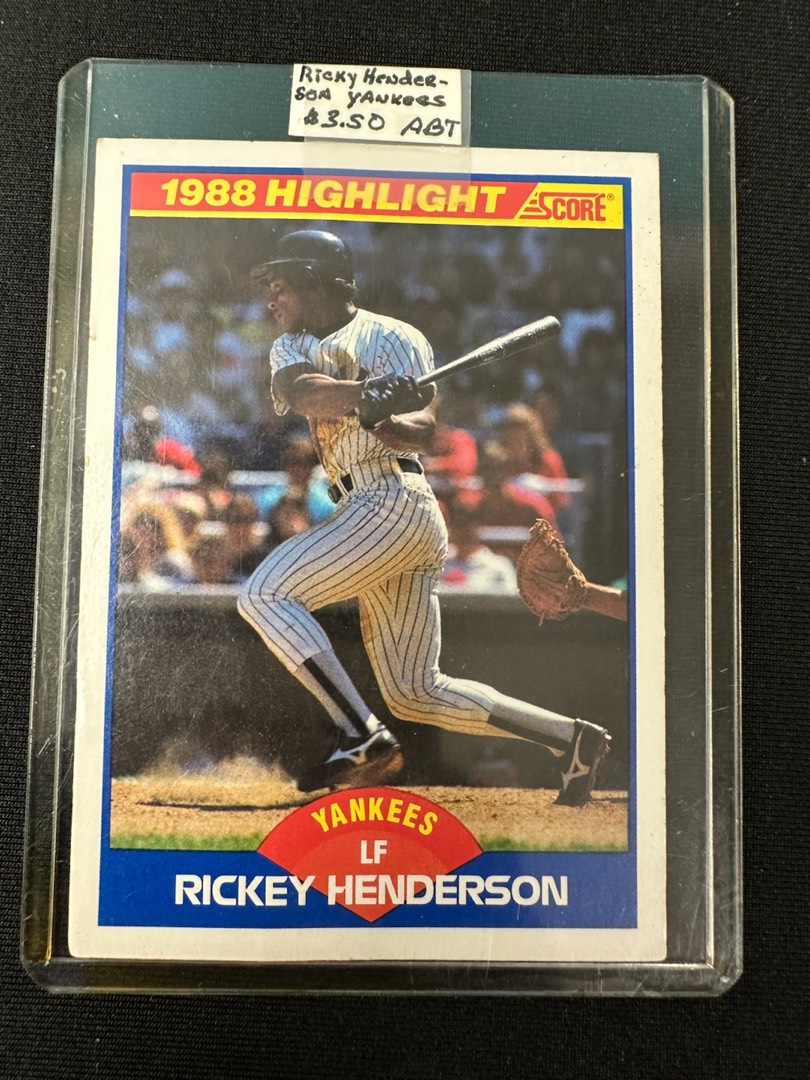 Ricky Hender-
son Yankees
$3.50 ABT
1988 HIGHLIGHT SCORE®
YANKEES
LF
RICKEY HENDERSON